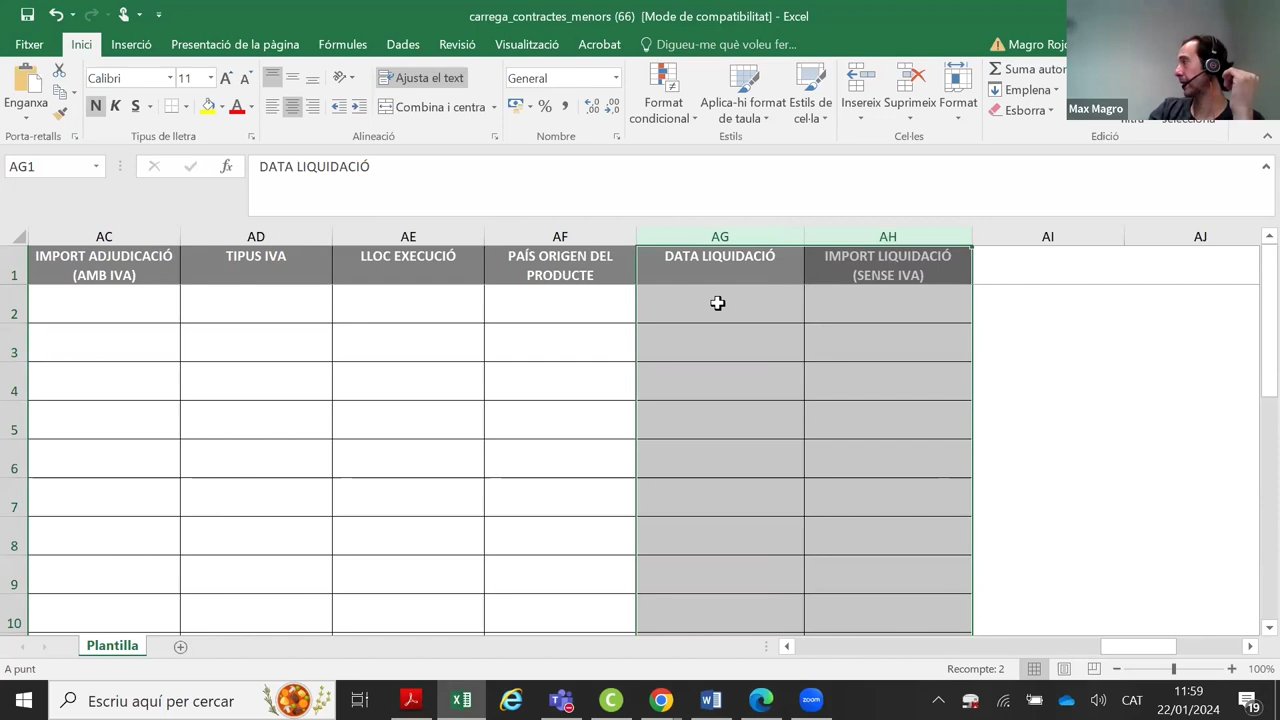 carrega_contractes_menors (66) [Mode de compatibilitat] - Excel
Fitxer Inici Inserció Presentació de la pàgina Fórmules Dades Revisió Visualització Acrobat Digueu-me què voleu fer... Magro Rojo
Enganxa
Porta-retalls
Calibri 11
N K S
Tipus de lletra
Ajusta el text
Combina i centra
Alineació
General
%
Nombre
Format condicional
Aplica-hi format de taula
Estils de cel·la
Estils
Insereix Suprimeix Format
Cel·les
Emplena
Esborra
Edició
Max Magro
AG1 fx DATA LIQUIDACIÓ
AC AD AE AF AG AH AI AJ
1
IMPORT ADJUDICACIÓ (AMB IVA)
TIPUS IVA
LLOC EXECUCIÓ
PAÍS ORIGEN DEL PRODUCTE
DATA LIQUIDACIÓ
IMPORT LIQUIDACIÓ (SENSE IVA)
2
3
4
5
6
7
8
9
10
Plantilla
A punt
Recompte: 2
100%
Escriu aquí per cercar
CAT
11:59
22/01/2024
19